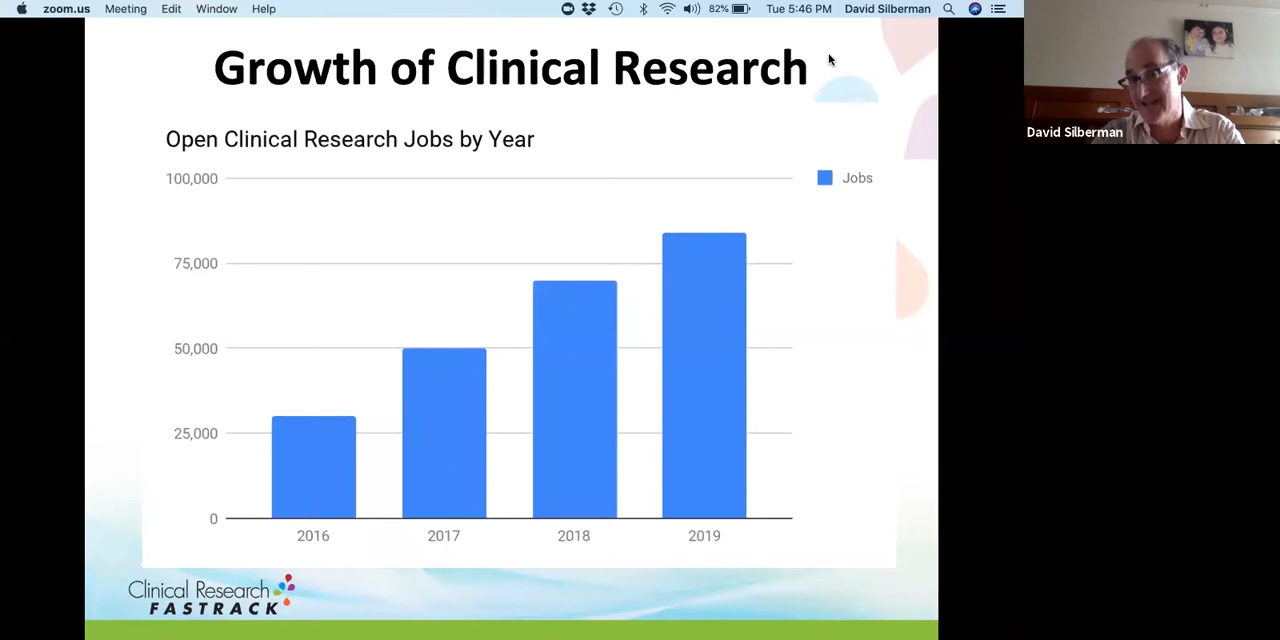 zoom.us Meeting Edit Window Help 82% Tue 5:46 PM David Silberman
Growth of Clinical Research
David Silberman
Open Clinical Research Jobs by Year
100,000
Jobs
75,000
50,000
25,000
0
2016 2017 2018 2019
Clinical Research
FASTRACK